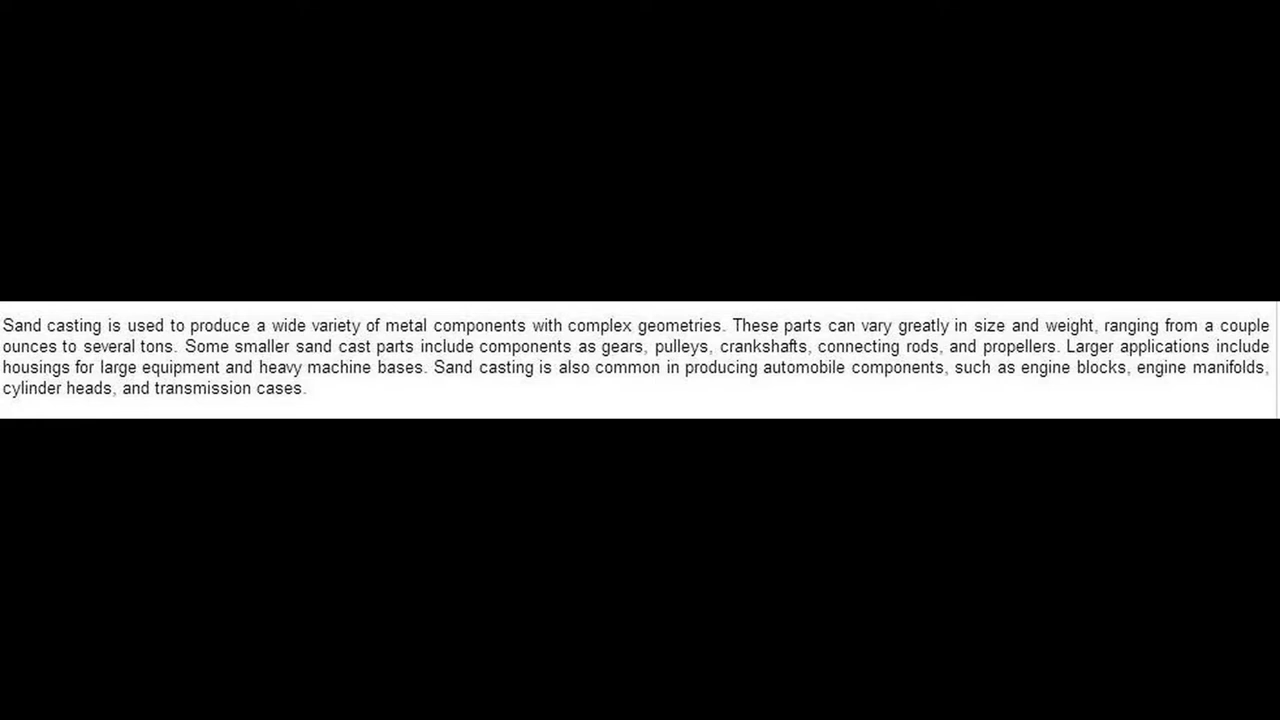 Sand casting is used to produce a wide variety of metal components with complex geometries. These parts can vary greatly in size and weight, ranging from a couple
ounces to several tons. Some smaller sand cast parts include components as gears, pulleys, crankshafts, connecting rods, and propellers. Larger applications include
housings for large equipment and heavy machine bases. Sand casting is also common in producing automobile components, such as engine blocks, engine manifolds,
cylinder heads, and transmission cases.